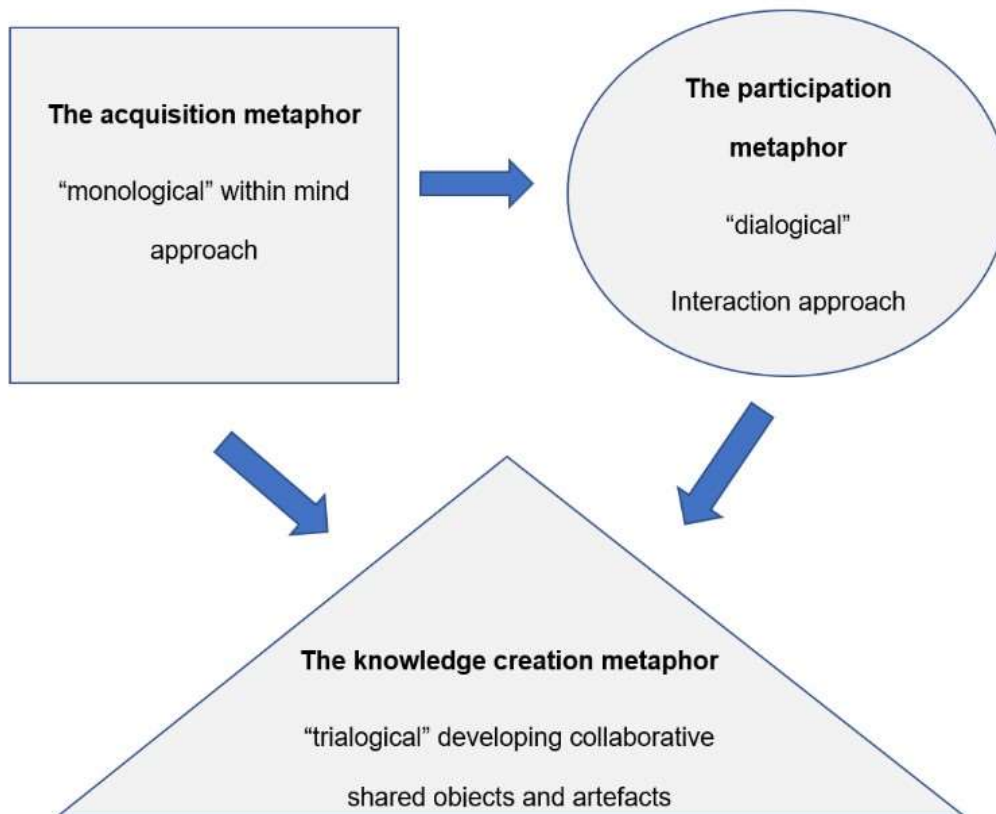 The acquisition metaphor
“monological” within mind
approach
The participation
metaphor
“dialogical”
Interaction approach
The knowledge creation metaphor
“trialogical” developing collaborative
shared objects and artefacts